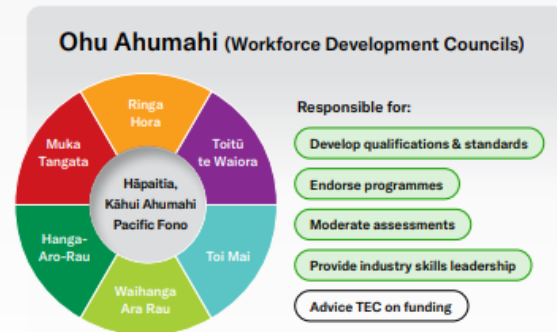 Ohu Ahumahi (Workforce Development Councils)
Ringa
Hora
Toitū
te Waiora
Toi Mai
Waihanga
Ara Rau
Hanga-
Aro-Rau
Muka
Tangata
Hāpaitia,
Kāhui Ahumahi
Pacific Fono
Responsible for:
Develop qualifications & standards
Endorse programmes
Moderate assessments
Provide industry skills leadership
Advice TEC on funding